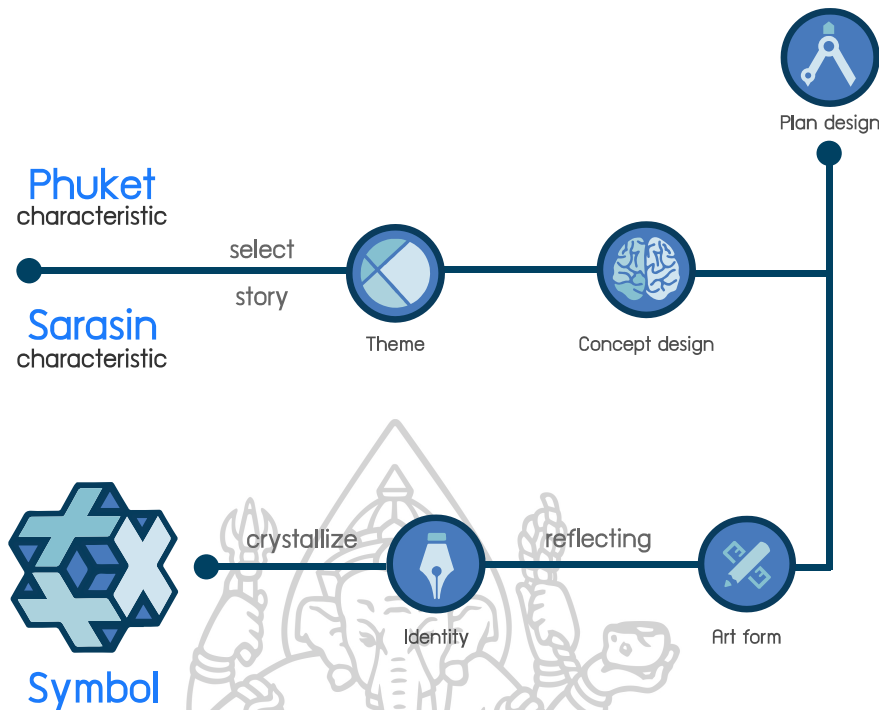 Plan design
Phuket
characteristic
select
story
Sarasin
characteristic
Theme
Concept design
crystallize
reflecting
Identity
Art form
Symbol